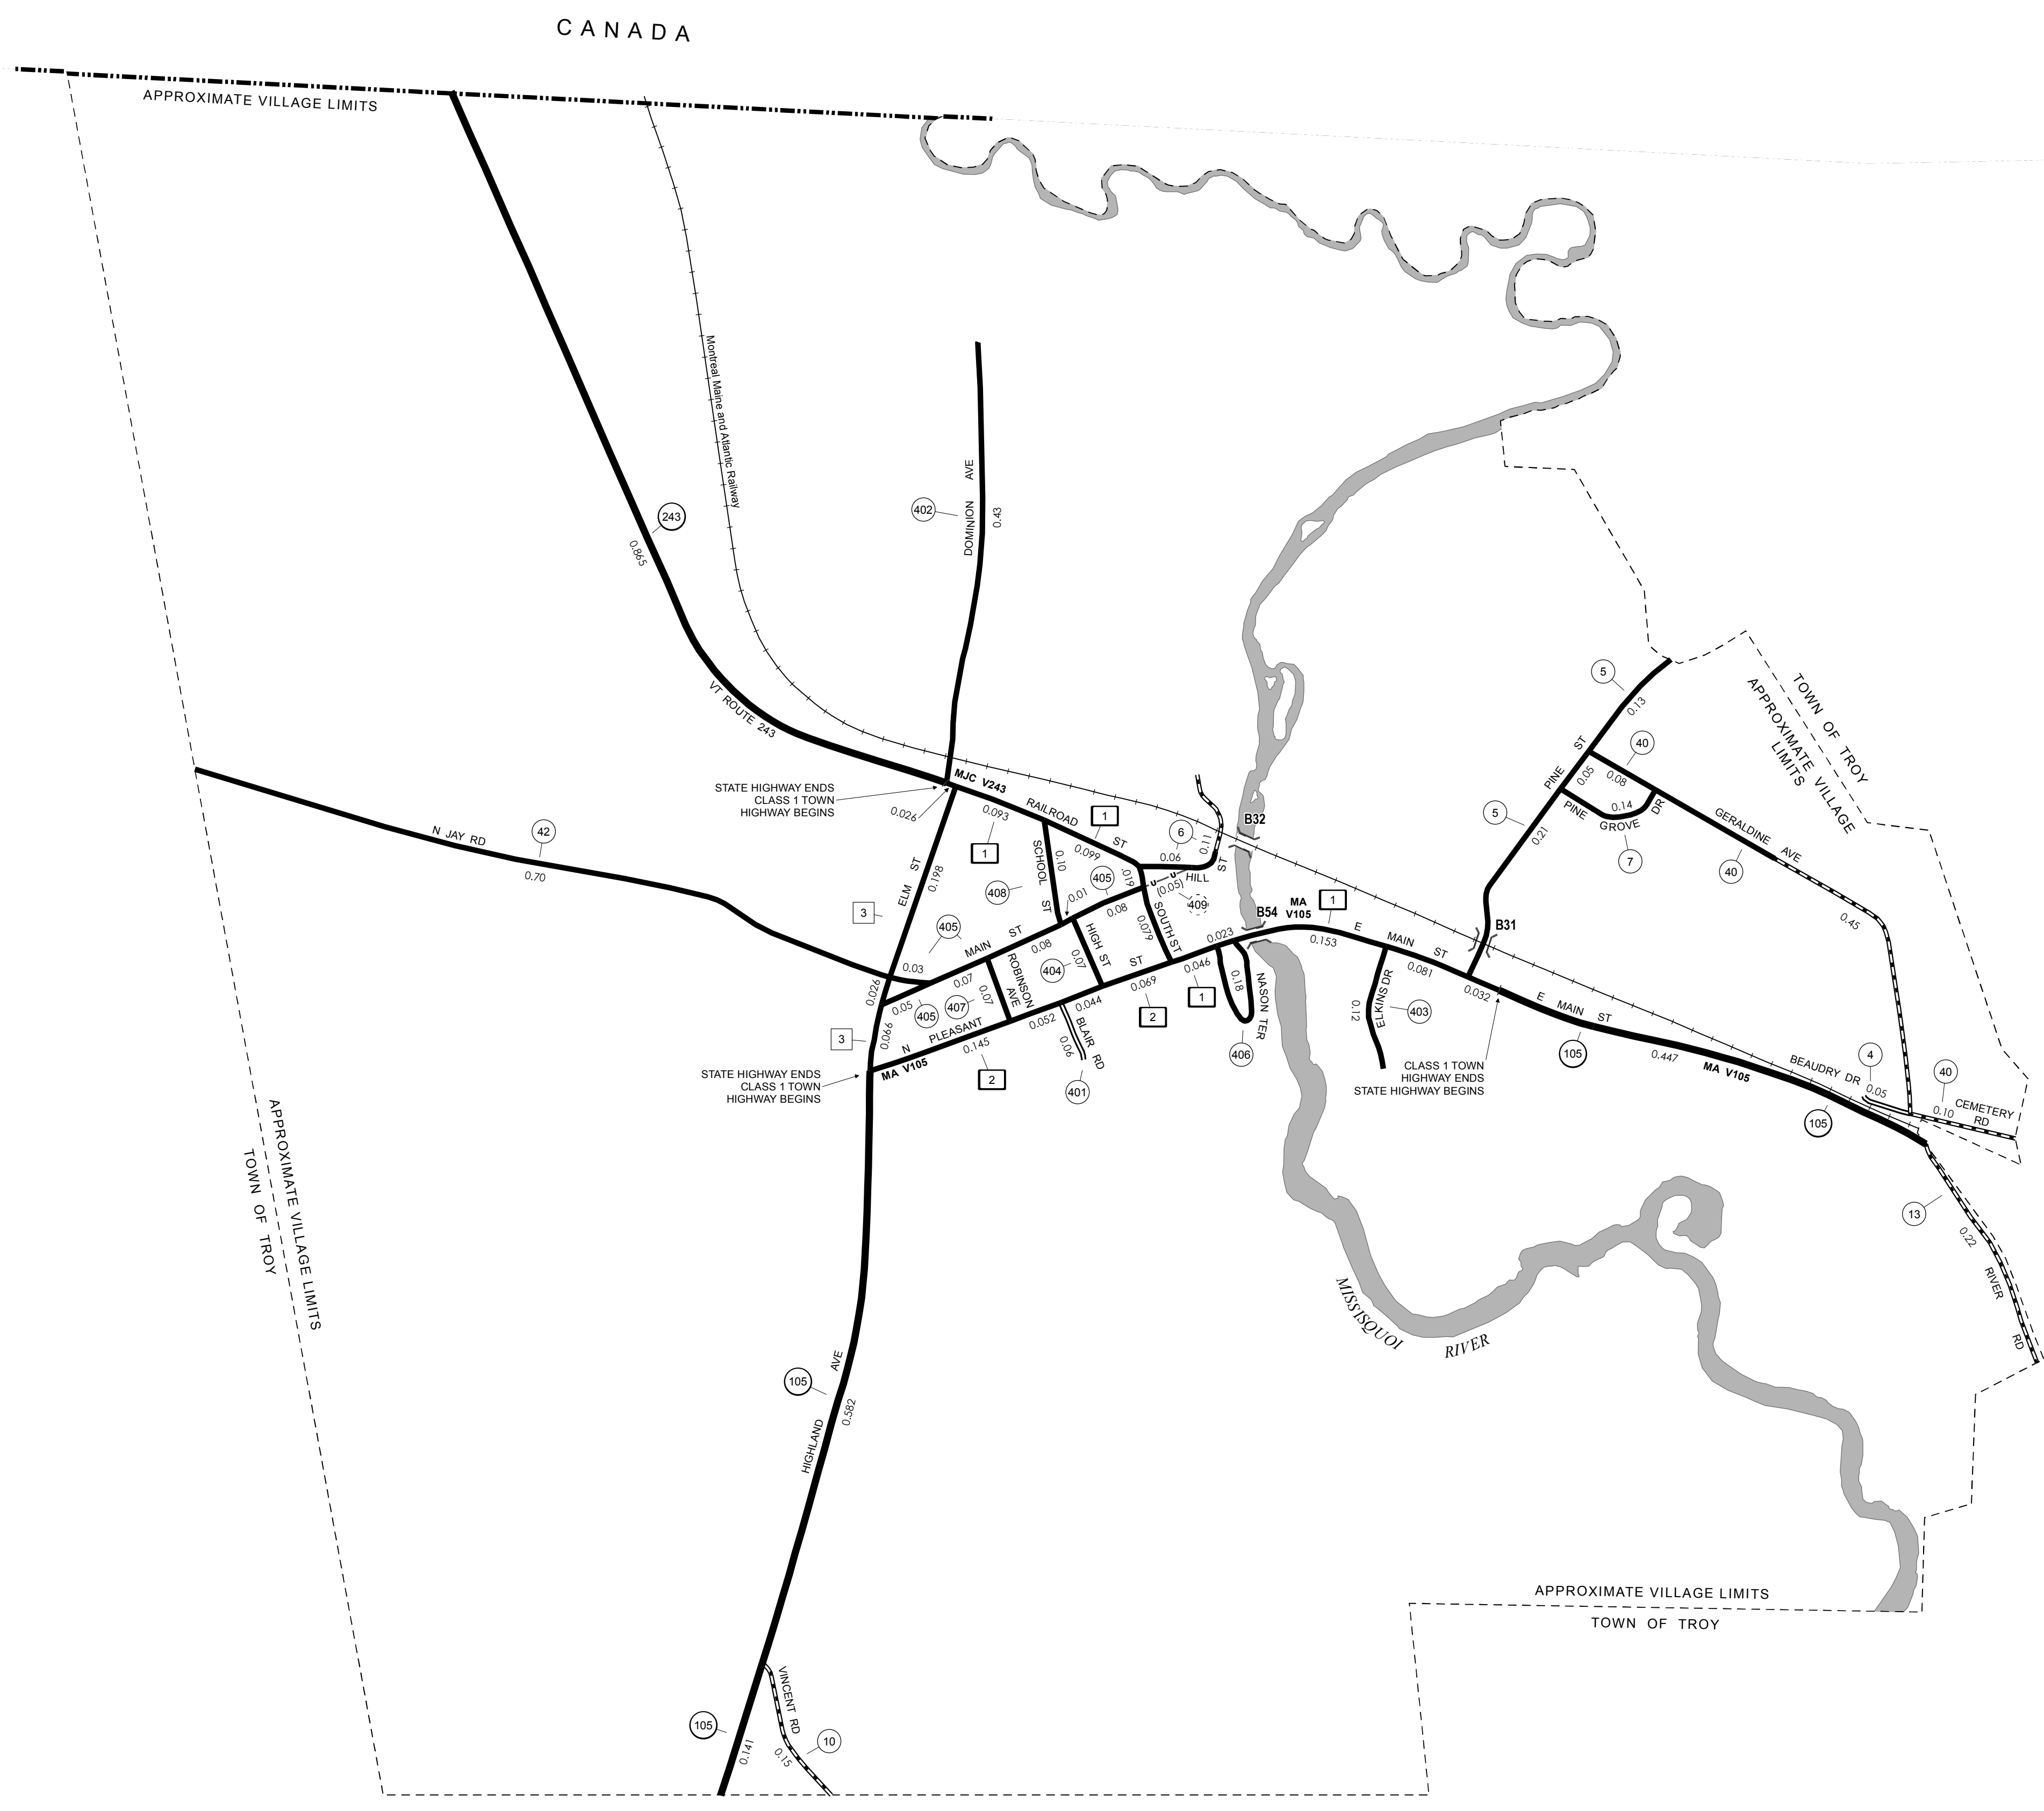 CANADA
APPROXIMATE VILLAGE LIMITS
Montreal Maine and Atlantic Railway
243
0.865
402
DOMINION AVE
0.43
VT ROUTE 243
STATE HIGHWAY ENDS
CLASS 1 TOWN
HIGHWAY BEGINS
0.026
MJC V243
0.093
RAILROAD ST
1
1
0.099
.019
6
0.06
0.11
HILL ST
(0.05)
409
B32
N JAY RD
42
0.70
ELM ST
0.198
3
408
SCHOOL ST
0.10
0.01
405
0.08
405
MAIN ST
0.03
0.08
0.07
0.05
405
0.026
0.066
3
407
0.07
ROBINSON
AVE
404
HIGH ST
0.07
SOUTH ST
0.079
N PLEASANT ST
0.145
2
0.052
0.044
0.069
2
0.046
1
0.023
BLAIR RD
0.06
401
0.18
NASON TER
406
B54
MA
V105
1
0.153
E MAIN ST
0.081
0.032
ELKINS DR
0.12
403
B31
5
0.13
PINE ST
0.05
5
0.21
40
0.08
0.14
PINE GROVE DR
7
GERALDINE AVE
40
0.45
TOWN OF TROY
APPROXIMATE VILLAGE
LIMITS
STATE HIGHWAY ENDS
CLASS 1 TOWN
HIGHWAY BEGINS
MA V105
CLASS 1 TOWN
HIGHWAY ENDS
STATE HIGHWAY BEGINS
E MAIN ST
105
0.447
MA V105
BEAUDRY DR
4
0.05
40
0.10
CEMETERY
RD
105
13
0.22
RIVER RD
APPROXIMATE VILLAGE LIMITS
TOWN OF TROY
MISSISQUOI RIVER
105
HIGHLAND AVE
0.582
APPROXIMATE VILLAGE LIMITS
TOWN OF TROY
105
0.141
VINCENT RD
0.15
10